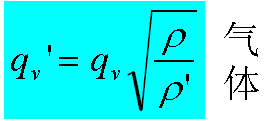 q_v' = q_v √(ρ/ρ')
气
体